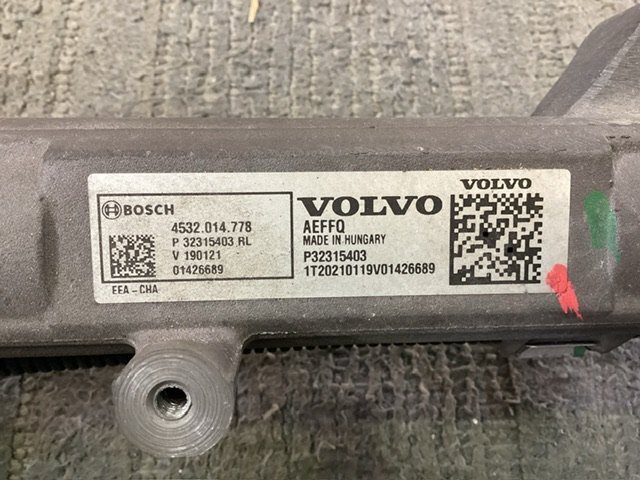 BOSCH
4532.014.778
P 32315403 RL
V 190121
01426689
EEA-CHA
VOLVO
AEFFQ
MADE IN HUNGARY
P32315403
1T20210119V01426689
VOLVO